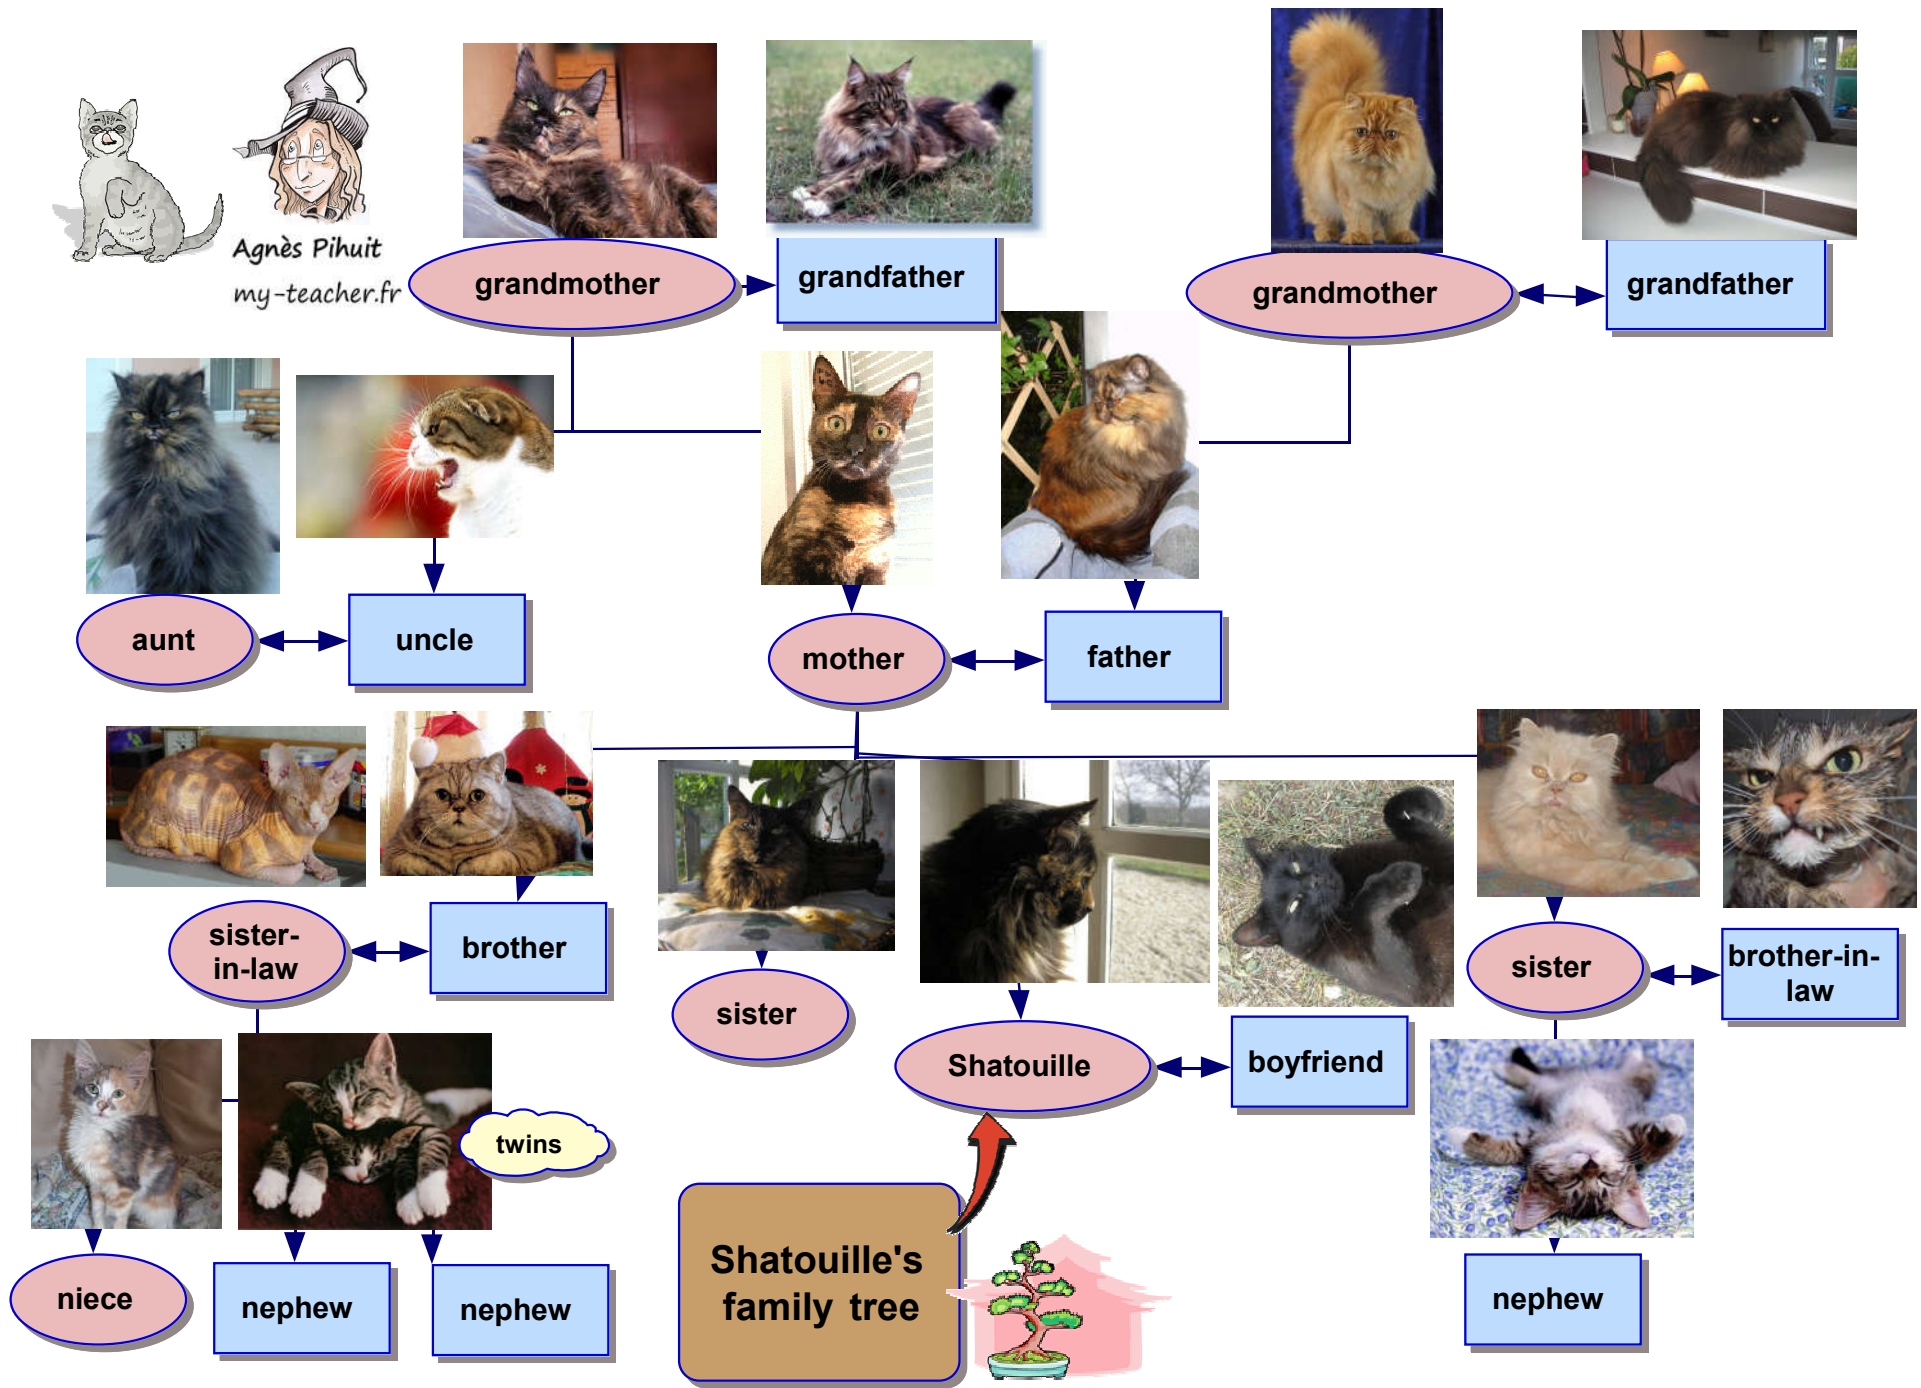 Agnès Pihuit
my-teacher.fr
grandmother
grandfather
grandmother
grandfather
aunt
uncle
mother
father
sister-
in-law
brother
sister
Shatouille
boyfriend
sister
brother-in-
law
twins
niece
nephew
nephew
nephew
Shatouille's
family tree